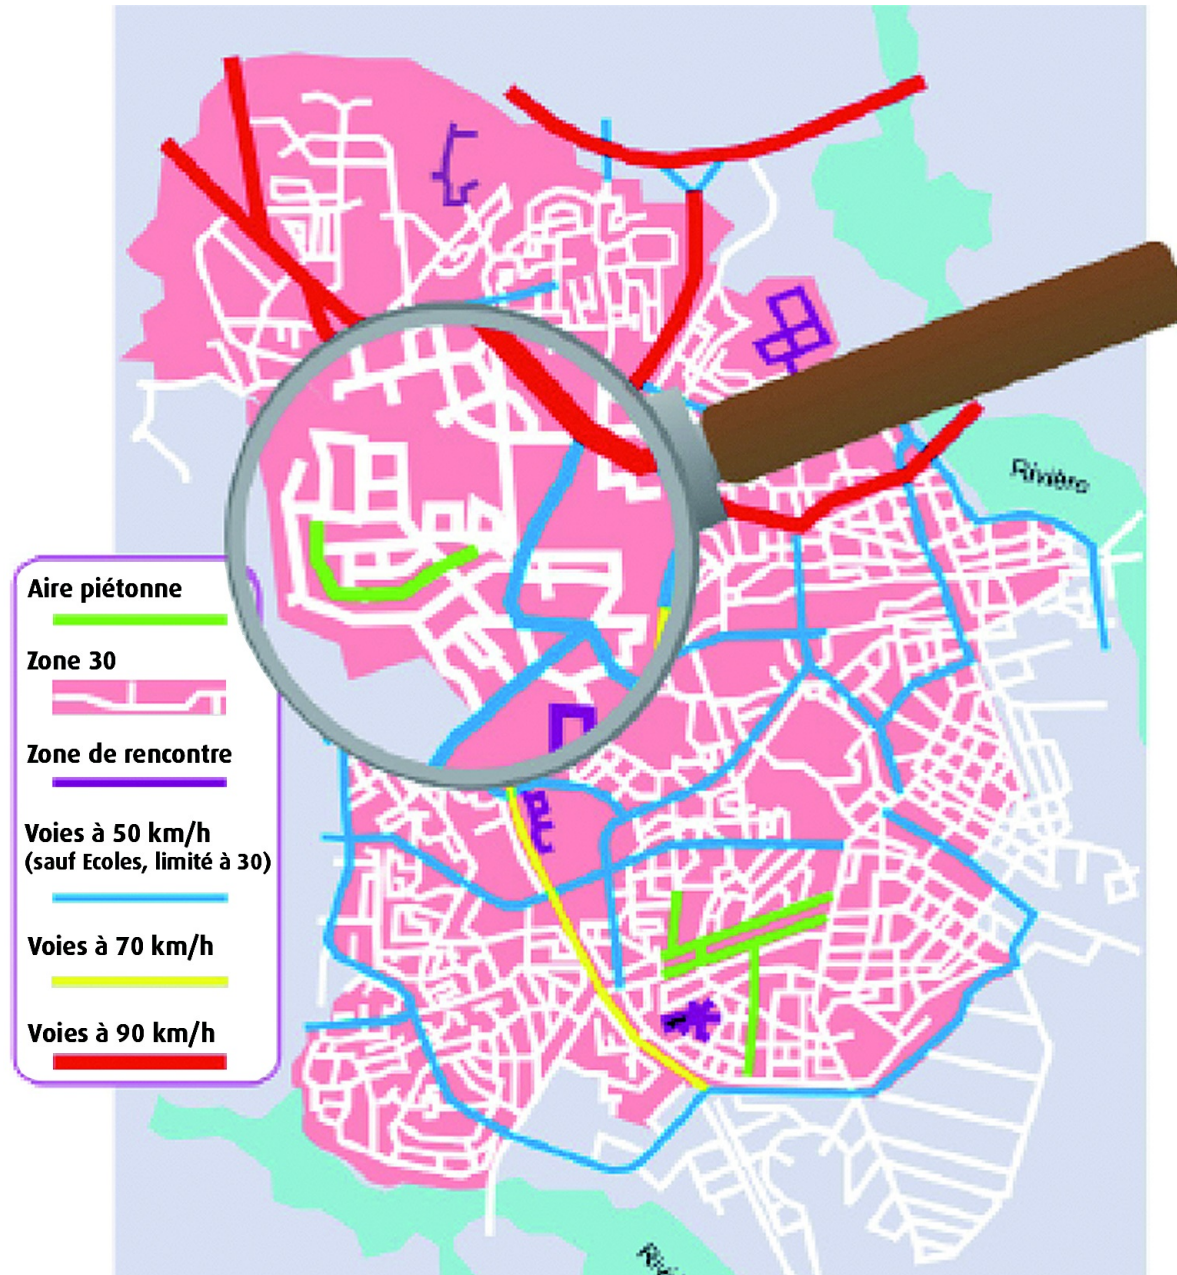 Rivière
Aire piétonne
Zone 30
Zone de rencontre
Voies à 50 km/h
(sauf Ecoles, limité à 30)
Voies à 70 km/h
Voies à 90 km/h